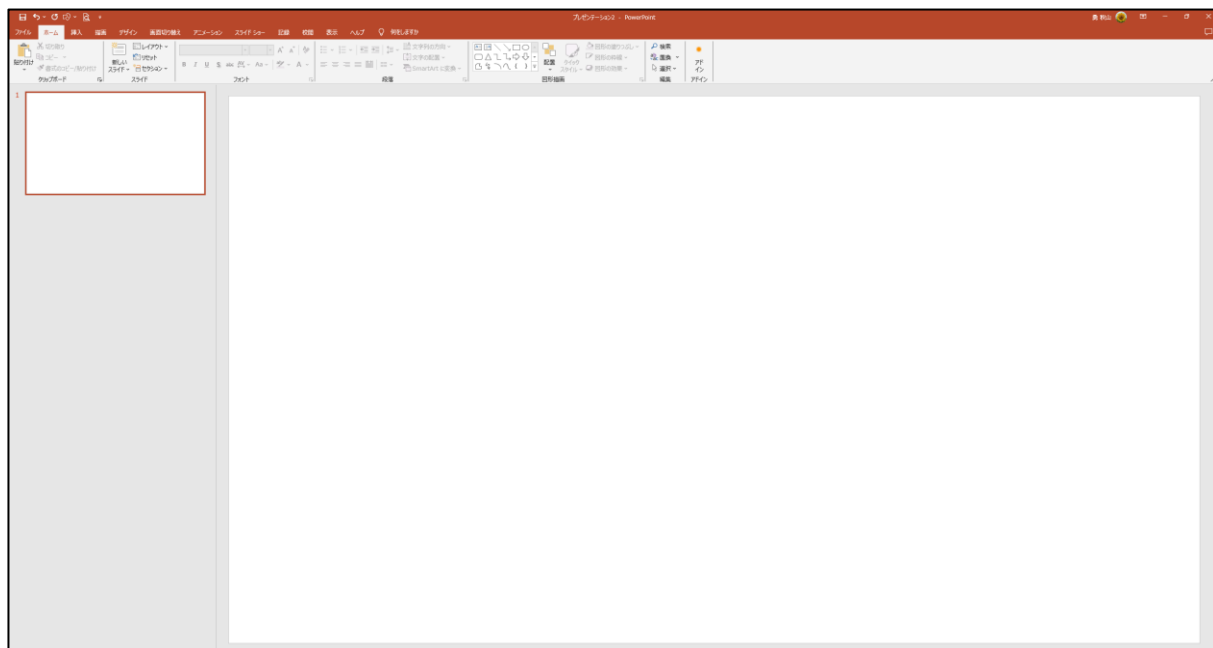 プレゼンテーション2 - PowerPoint
ファイル ホーム 挿入 描画 デザイン 画面切り替え アニメーション スライド ショー 記録 校閲 表示 ヘルプ 何をしますか
貼り付け
切り取り
コピー
書式のコピー/貼り付け
クリップボード
新しい
スライド
レイアウト
リセット
セクション
スライド
B I U S abc Aa A
フォント
文字列の方向
文字の配置
SmartArt に変換
段落
配置
クイック
スタイル
図形の塗りつぶし
図形の枠線
図形の効果
図形描画
検索
置換
選択
編集
アド
イン
アドイン
1